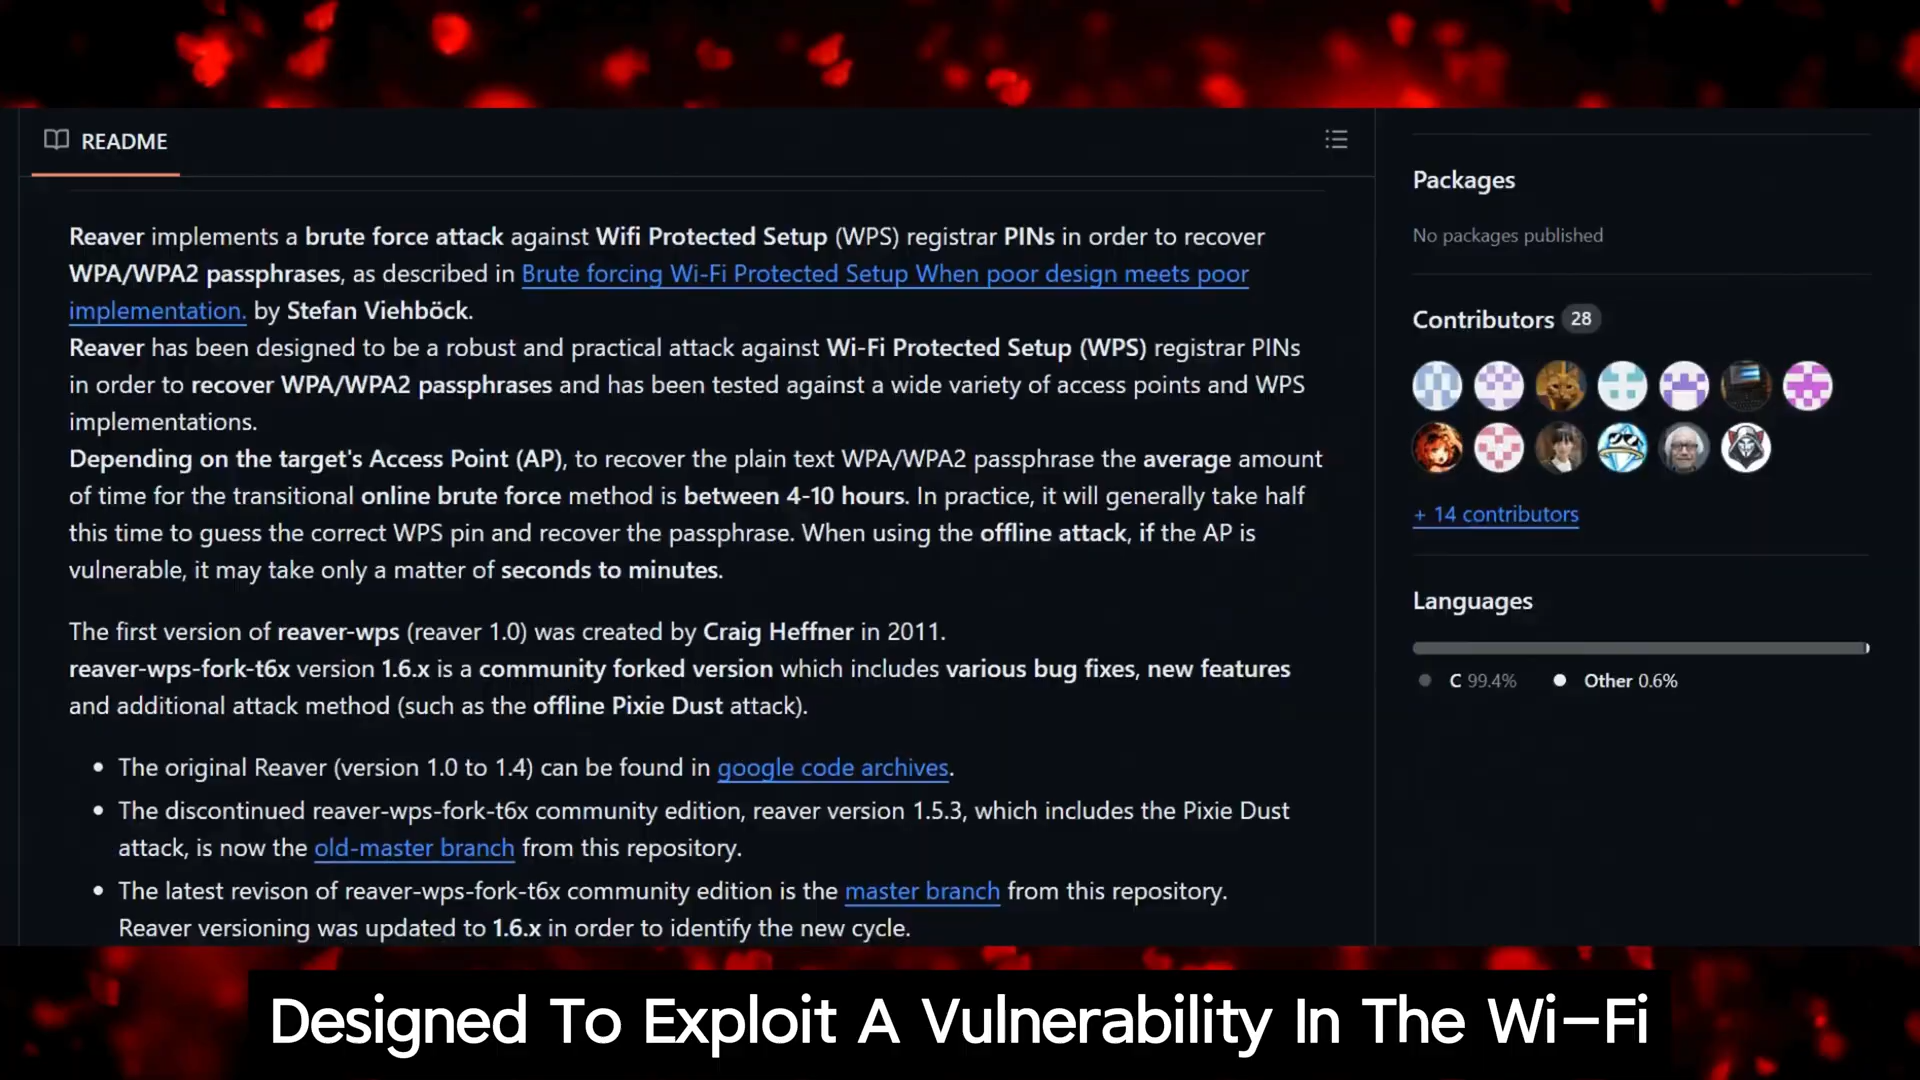 README
Reaver implements a brute force attack against Wifi Protected Setup (WPS) registrar PINs in order to recover
WPA/WPA2 passphrases, as described in Brute forcing Wi-Fi Protected Setup When poor design meets poor
implementation. by Stefan Viehböck.
Reaver has been designed to be a robust and practical attack against Wi-Fi Protected Setup (WPS) registrar PINs
in order to recover WPA/WPA2 passphrases and has been tested against a wide variety of access points and WPS
implementations.
Depending on the target's Access Point (AP), to recover the plain text WPA/WPA2 passphrase the average amount
of time for the transitional online brute force method is between 4-10 hours. In practice, it will generally take half
this time to guess the correct WPS pin and recover the passphrase. When using the offline attack, if the AP is
vulnerable, it may take only a matter of seconds to minutes.
The first version of reaver-wps (reaver 1.0) was created by Craig Heffner in 2011.
reaver-wps-fork-t6x version 1.6.x is a community forked version which includes various bug fixes, new features
and additional attack method (such as the offline Pixie Dust attack).
• The original Reaver (version 1.0 to 1.4) can be found in google code archives.
• The discontinued reaver-wps-fork-t6x community edition, reaver version 1.5.3, which includes the Pixie Dust
attack, is now the old-master branch from this repository.
• The latest revison of reaver-wps-fork-t6x community edition is the master branch from this repository.
Reaver versioning was updated to 1.6.x in order to identify the new cycle.
Packages
No packages published
Contributors 28
+ 14 contributors
Languages
C 99.4% Other 0.6%
Designed To Exploit A Vulnerability In The Wi-Fi